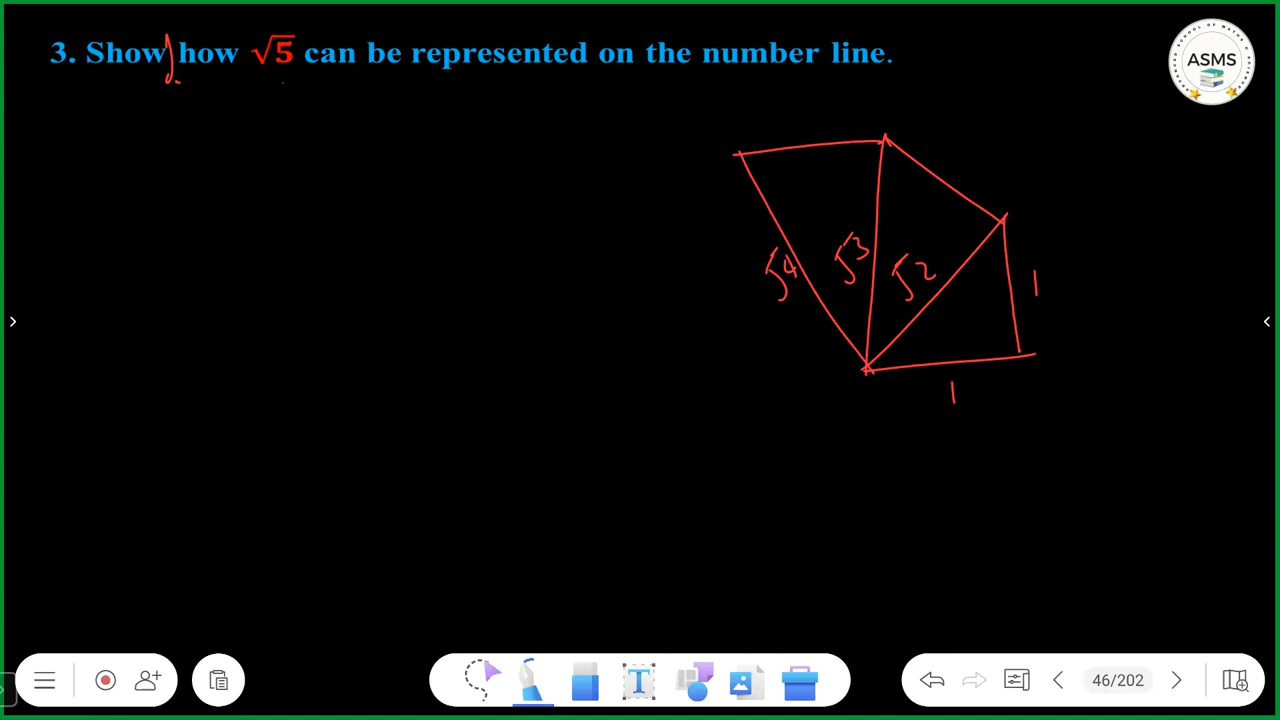 3. Show how √5 can be represented on the number line.
ASMS
√4 √3 √2 1
1
46/202